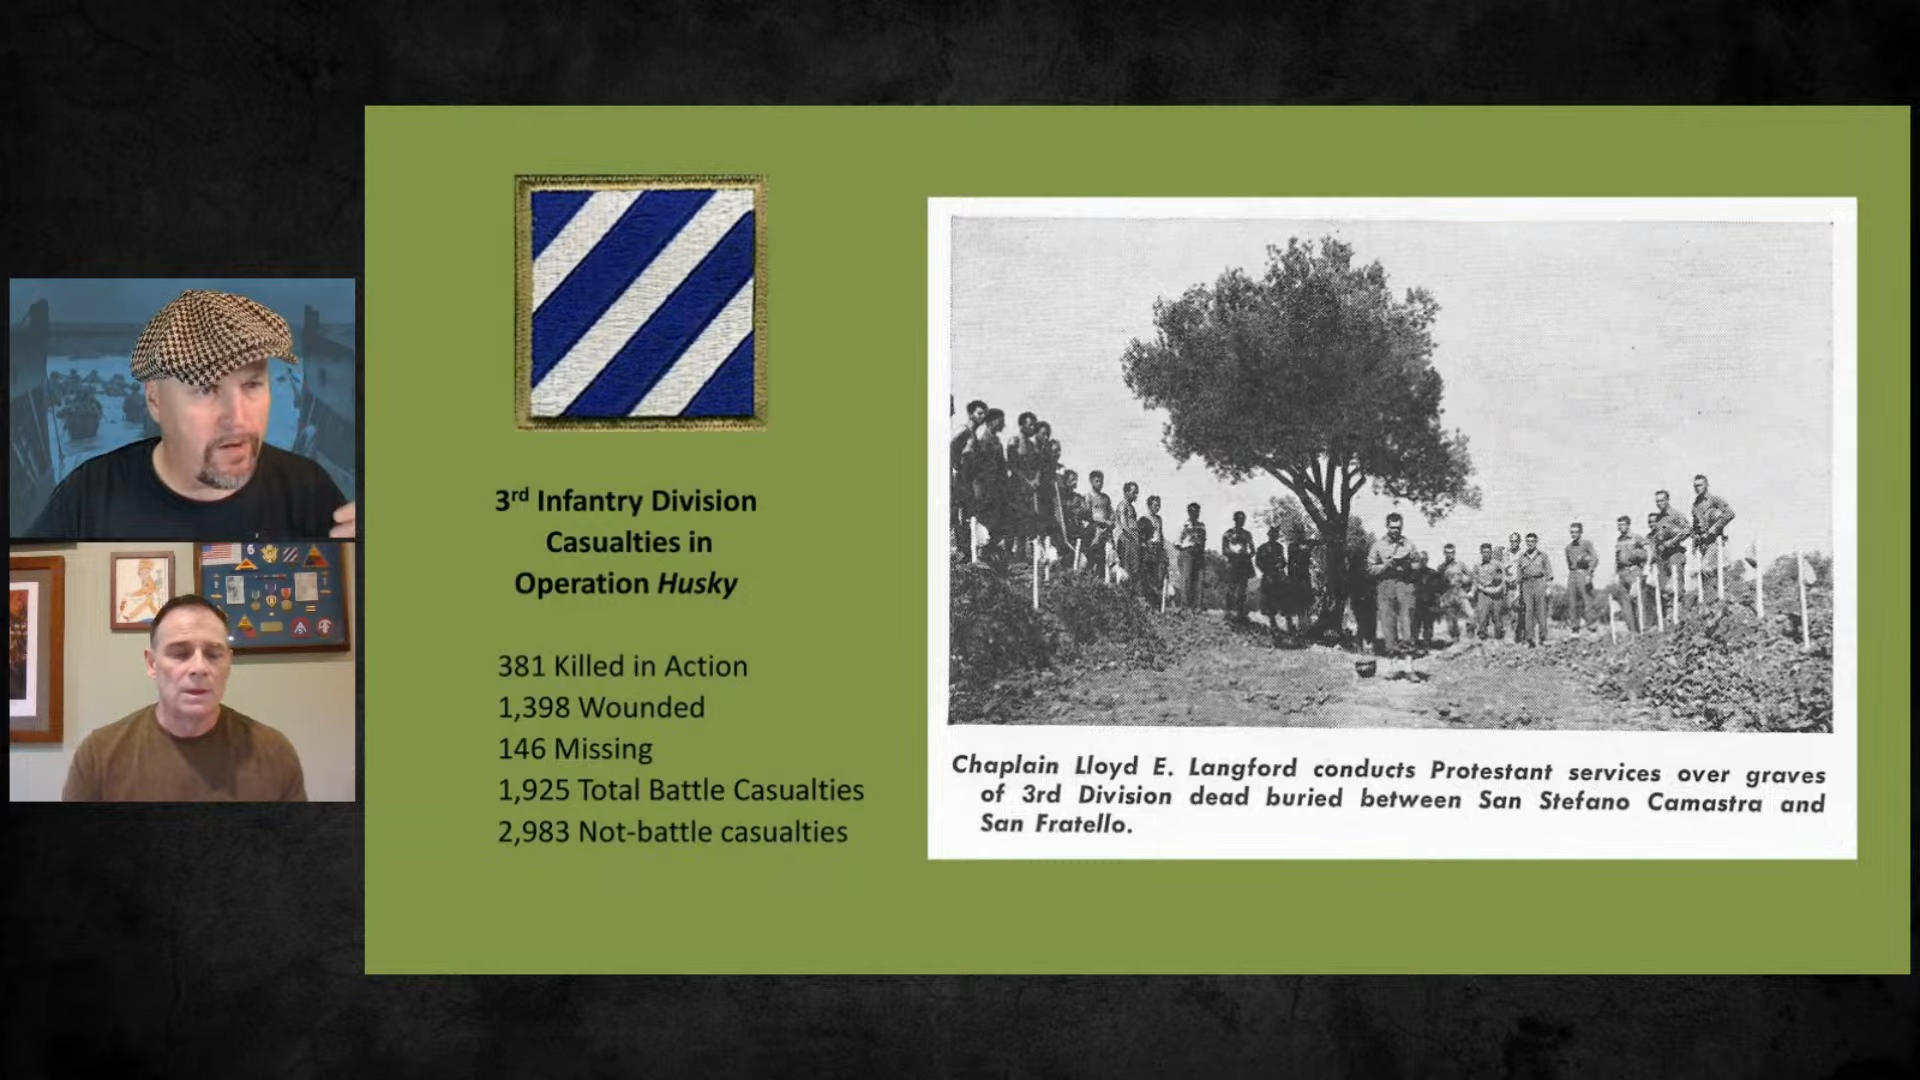 3rd Infantry Division
Casualties in
Operation Husky
381 Killed in Action
1,398 Wounded
146 Missing
1,925 Total Battle Casualties
2,983 Not-battle casualties
Chaplain Lloyd E. Langford conducts Protestant services over graves
of 3rd Division dead buried between San Stefano Camastra and
San Fratello.